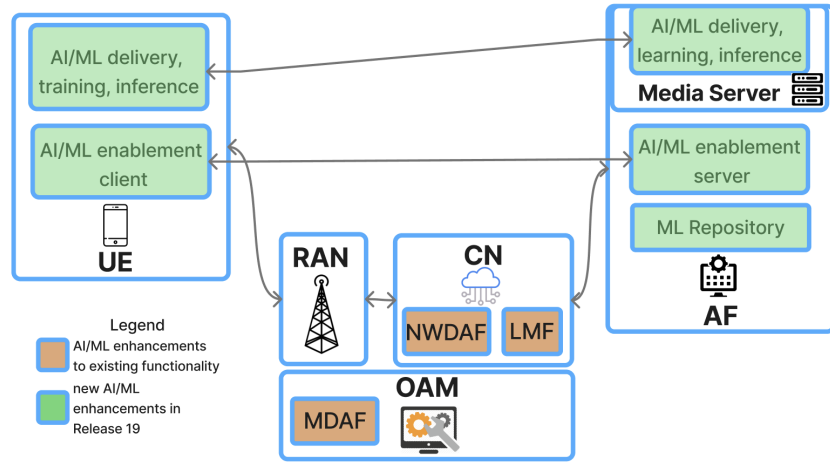 AI/ML delivery,
training, inference
AI/ML enablement
client
UE
AI/ML delivery,
learning, inference
Media Server
AI/ML enablement
server
ML Repository
AF
RAN
CN
NWDAF
LMF
OAM
MDAF
Legend
AI/ML enhancements
to existing functionality
new AI/ML
enhancements in
Release 19